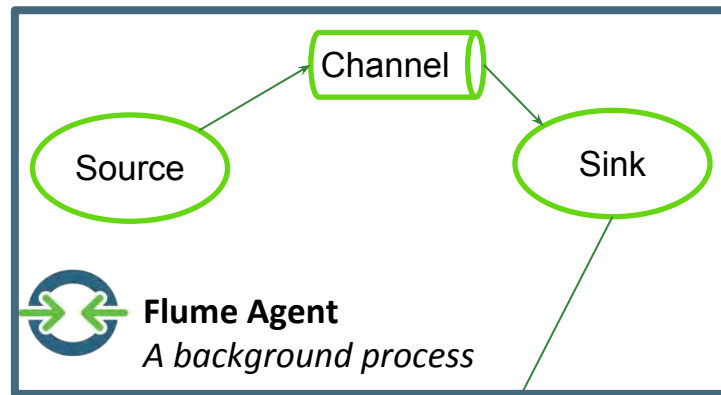 Channel
Source
Sink
Flume Agent
A background process